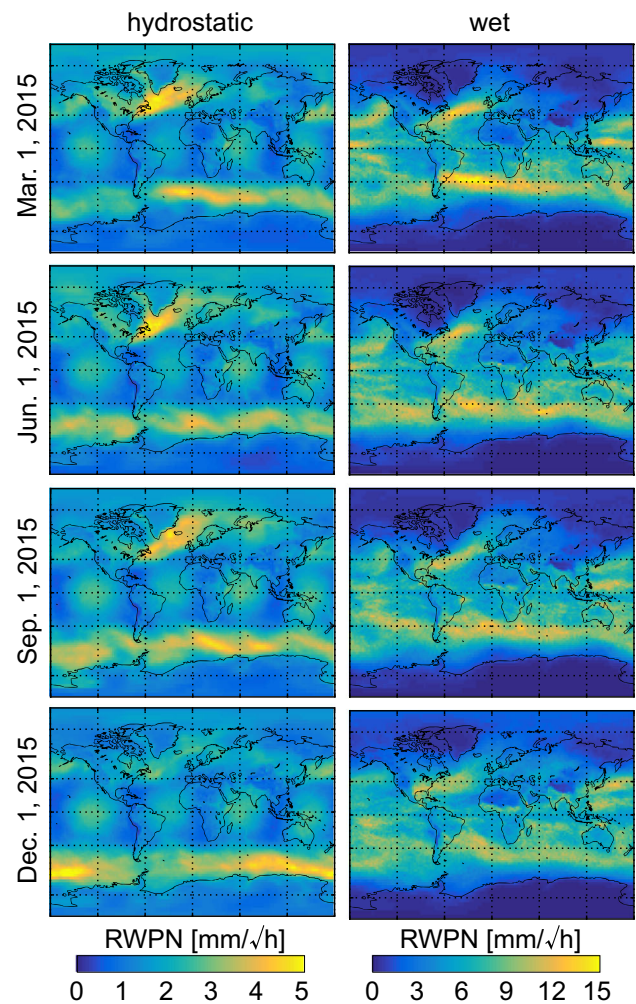 hydrostatic wet
Mar. 1, 2015
Jun. 1, 2015
Sep. 1, 2015
Dec. 1, 2015
RWPN [mm/√h] RWPN [mm/√h]
0 1 2 3 4 5 0 3 6 9 12 15